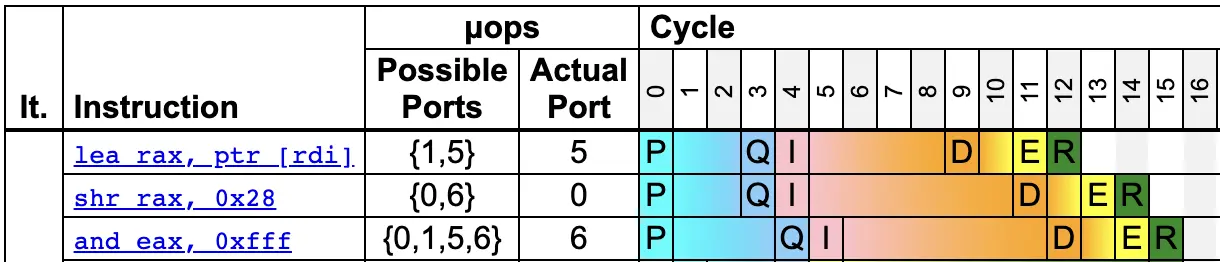 μops Cycle
It. Instruction Possible Ports Actual Port 0 1 2 3 4 5 6 7 8 9 10 11 12 13 14 15 16
lea rax, ptr [rdi] {1,5} 5 P Q I D E R
shr rax, 0x28 {0,6} 0 P Q I D E R
and eax, 0xfff {0,1,5,6} 6 P Q I D E R